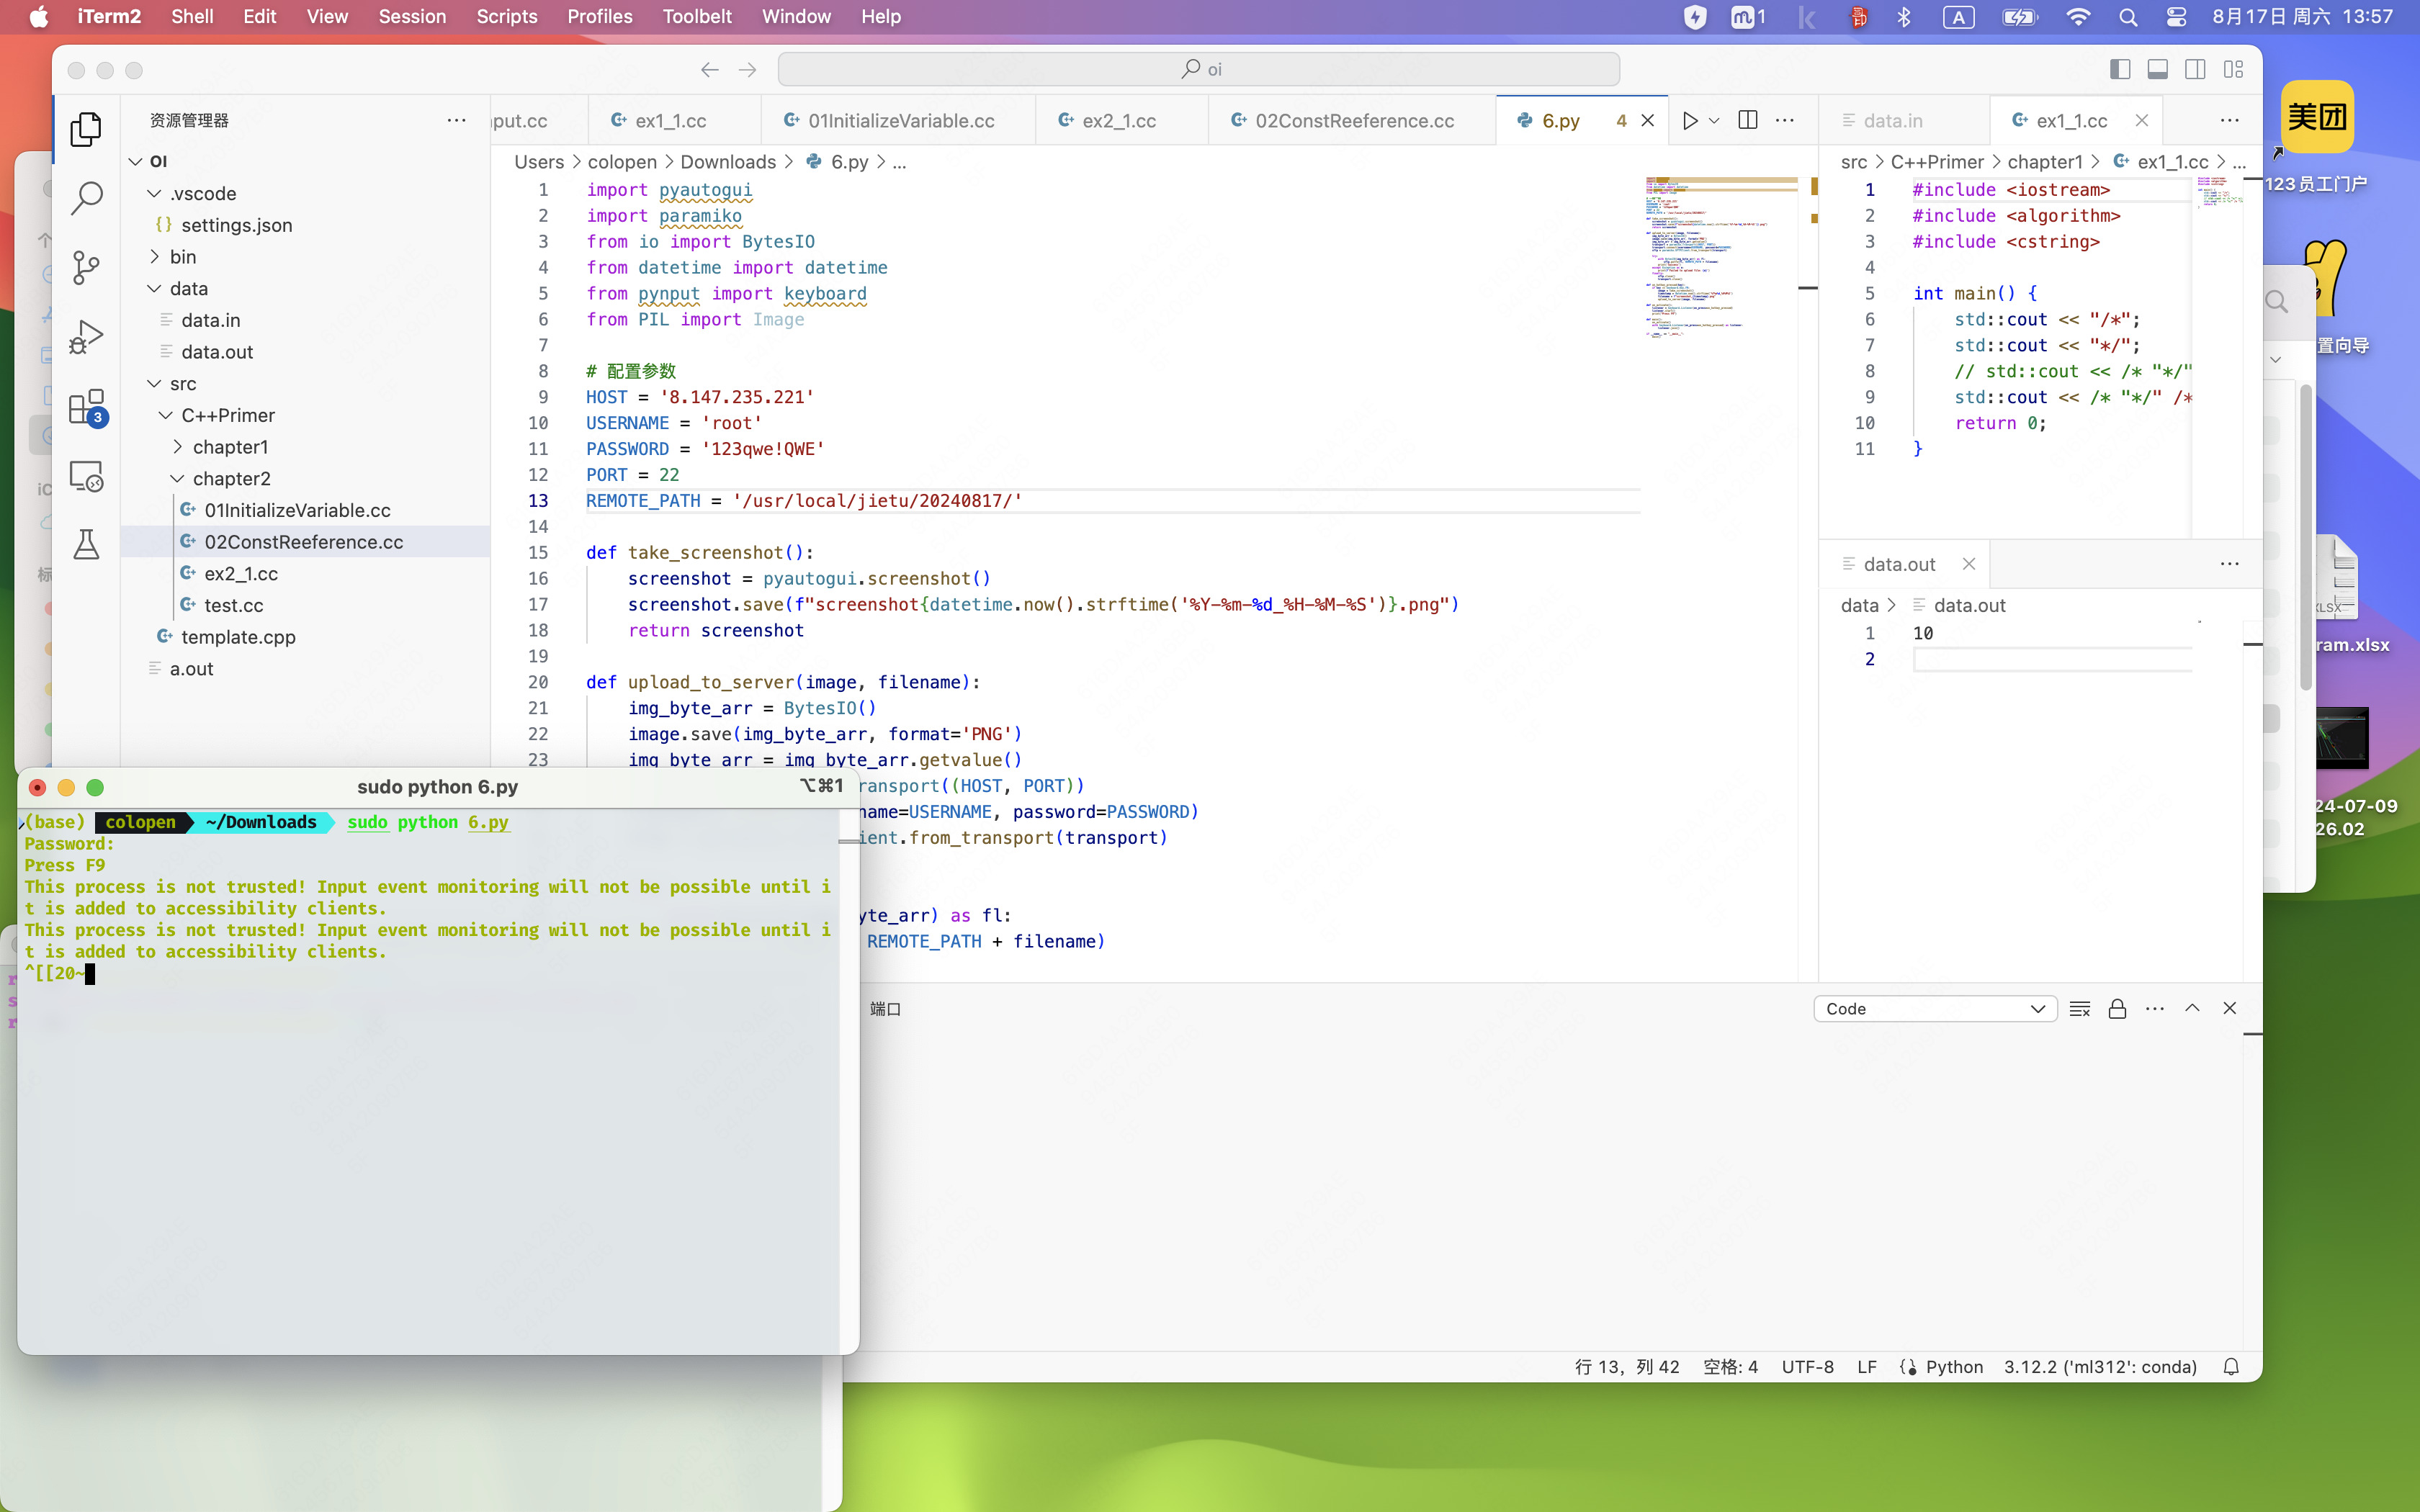 iTerm2 Shell Edit View Session Scripts Profiles Toolbelt Window Help
1 A 8月17日 周六 13:57
oi
资源管理器
OI
.vscode
{} settings.json
bin
data
data.in
data.out
src
C++Primer
chapter1
chapter2
01InitializeVariable.cc
02ConstReeference.cc
ex2_1.cc
test.cc
template.cpp
a.out
3
put.cc ex1_1.cc 01InitializeVariable.cc ex2_1.cc 02ConstReeference.cc 6.py 4
Users > colopen > Downloads > 6.py > ...
1 import pyautogui
2 import paramiko
3 from io import BytesIO
4 from datetime import datetime
5 from pynput import keyboard
6 from PIL import Image
7
8 # 配置参数
9 HOST = '8.147.235.221'
10 USERNAME = 'root'
11 PASSWORD = '123qwe!QWE'
12 PORT = 22
13 REMOTE_PATH = '/usr/local/jietu/20240817/'
14
15 def take_screenshot():
16 screenshot = pyautogui.screenshot()
17 screenshot.save(f"screenshot{datetime.now().strftime('%Y-%m-%d_%H-%M-%S')}.png")
18 return screenshot
19
20 def upload_to_server(image, filename):
21 img_byte_arr = BytesIO()
22 image.save(img_byte_arr, format='PNG')
23 img_byte_arr = img_byte_arr.getvalue()
ransport((HOST, PORT))
name=USERNAME, password=PASSWORD)
ient.from_transport(transport)
yte_arr) as fl:
REMOTE_PATH + filename)
data.in ex1_1.cc
src > C++Primer > chapter1 > ex1_1.cc > ...
1 #include <iostream>
2 #include <algorithm>
3 #include <cstring>
4
5 int main() {
6 std::cout << "/*";
7 std::cout << "*/";
8 // std::cout << /* "*/"
9 std::cout << /* "*/" /*
10 return 0;
11 }
data.out
data > data.out
1 10
2
端口
Code
行 13，列 42 空格: 4 UTF-8 LF Python 3.12.2 ('ml312': conda)
sudo python 6.py ⌥⌘1
(base) colopen ~/Downloads sudo python 6.py
Password:
Press F9
This process is not trusted! Input event monitoring will not be possible until i
t is added to accessibility clients.
This process is not trusted! Input event monitoring will not be possible until i
t is added to accessibility clients.
^[[20~
美团
123员工门户
置向导
XLSX
ram.xlsx
24-07-09
26.02